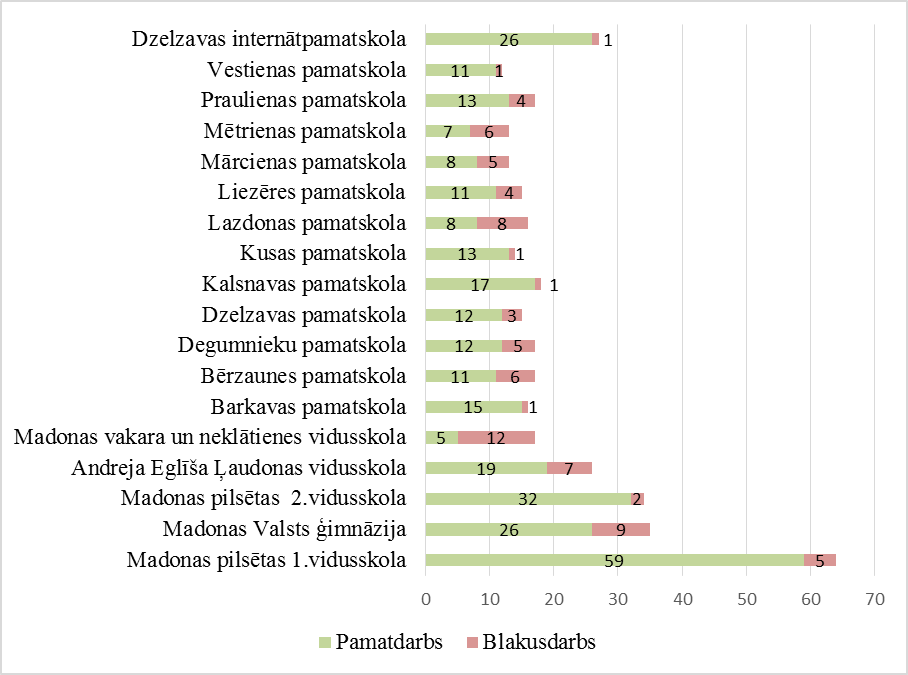 Dzelzavas internātpamatskola 26 1
Vestienas pamatskola 11 1
Praulienas pamatskola 13 4
Mētrienas pamatskola 7 6
Mārcienas pamatskola 8 5
Liezēres pamatskola 11 4
Lazdonas pamatskola 8 8
Kusas pamatskola 13 1
Kalsnavas pamatskola 17 1
Dzelzavas pamatskola 12 3
Degumnieku pamatskola 12 5
Bērzaunes pamatskola 11 6
Barkavas pamatskola 15 1
Madonas vakara un neklātienes vidusskola 5 12
Andreja Eglīša Ļaudonas vidusskola 19 7
Madonas pilsētas 2.vidusskola 32 2
Madonas Valsts ģimnāzija 26 9
Madonas pilsētas 1.vidusskola 59 5
0 10 20 30 40 50 60 70
Pamatdarbs Blakusdarbs